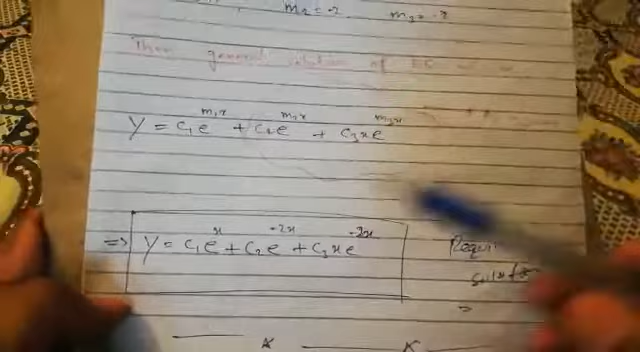 m₂ = -2 m₃ = -2
Then general solution of
y = c₁e^{m₁x} + c₂e^{m₂x} + c₃xe^{m₃x}
⇒ y = c₁e^{x} + c₂e^{-2x} + c₃xe^{-2x}